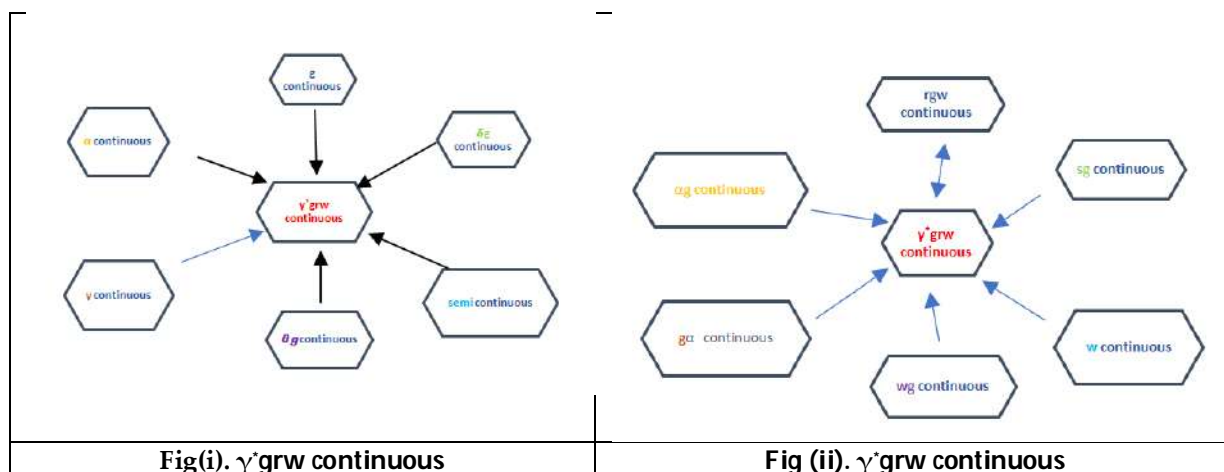 g
continuous
α continuous
δg
continuous
γ*grw
continuous
γ continuous
semi continuous
θg continuous
Fig(i). γ*grw continuous
rgw
continuous
sg continuous
αg continuous
γ*grw
continuous
gα continuous
w continuous
wg continuous
Fig (ii). γ*grw continuous